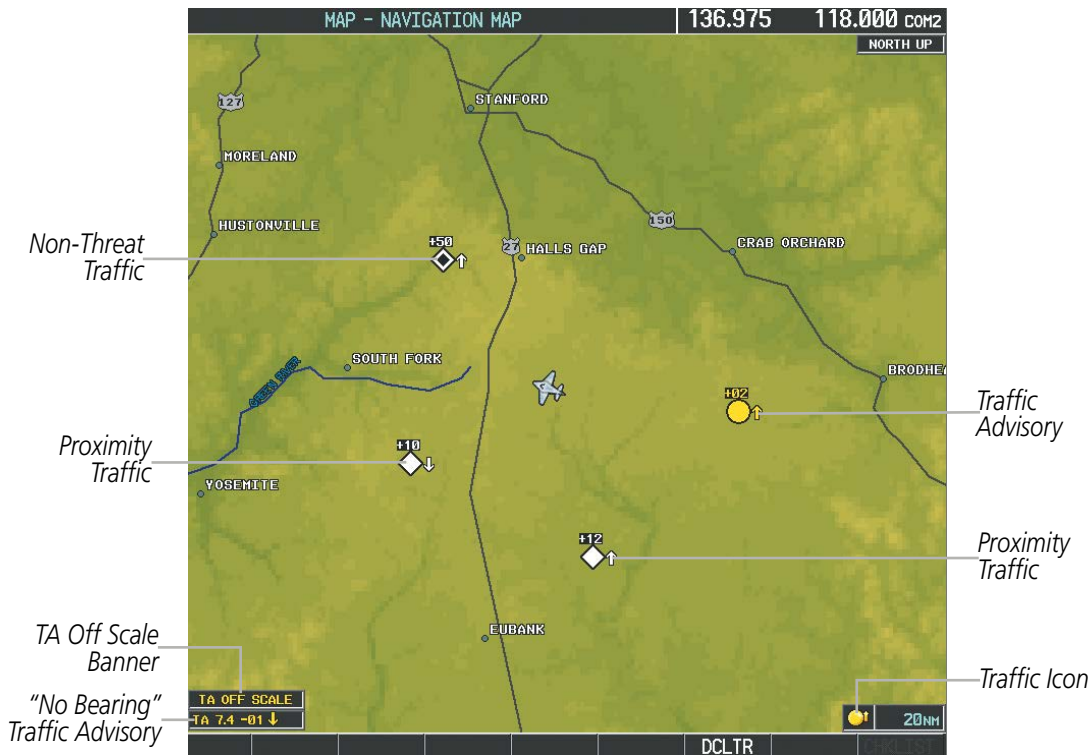 MAP - NAVIGATION MAP 136.975 118.000 COM2
NORTH UP
STANFORD
127
MORELAND
HUSTONVILLE
150
CRAB ORCHARD
+50
27 HALLS GAP
Non-Threat
Traffic
SOUTH FORK
GREEN RIVER
BRODHEA
+02
Traffic
Advisory
+10
Proximity
Traffic
YOSEMITE
+12
Proximity
Traffic
EUBANK
TA Off Scale
Banner
TA OFF SCALE
Traffic Icon
"No Bearing"
Traffic Advisory
TA 7.4 -01
20NM
DCLTR
CHKLIST